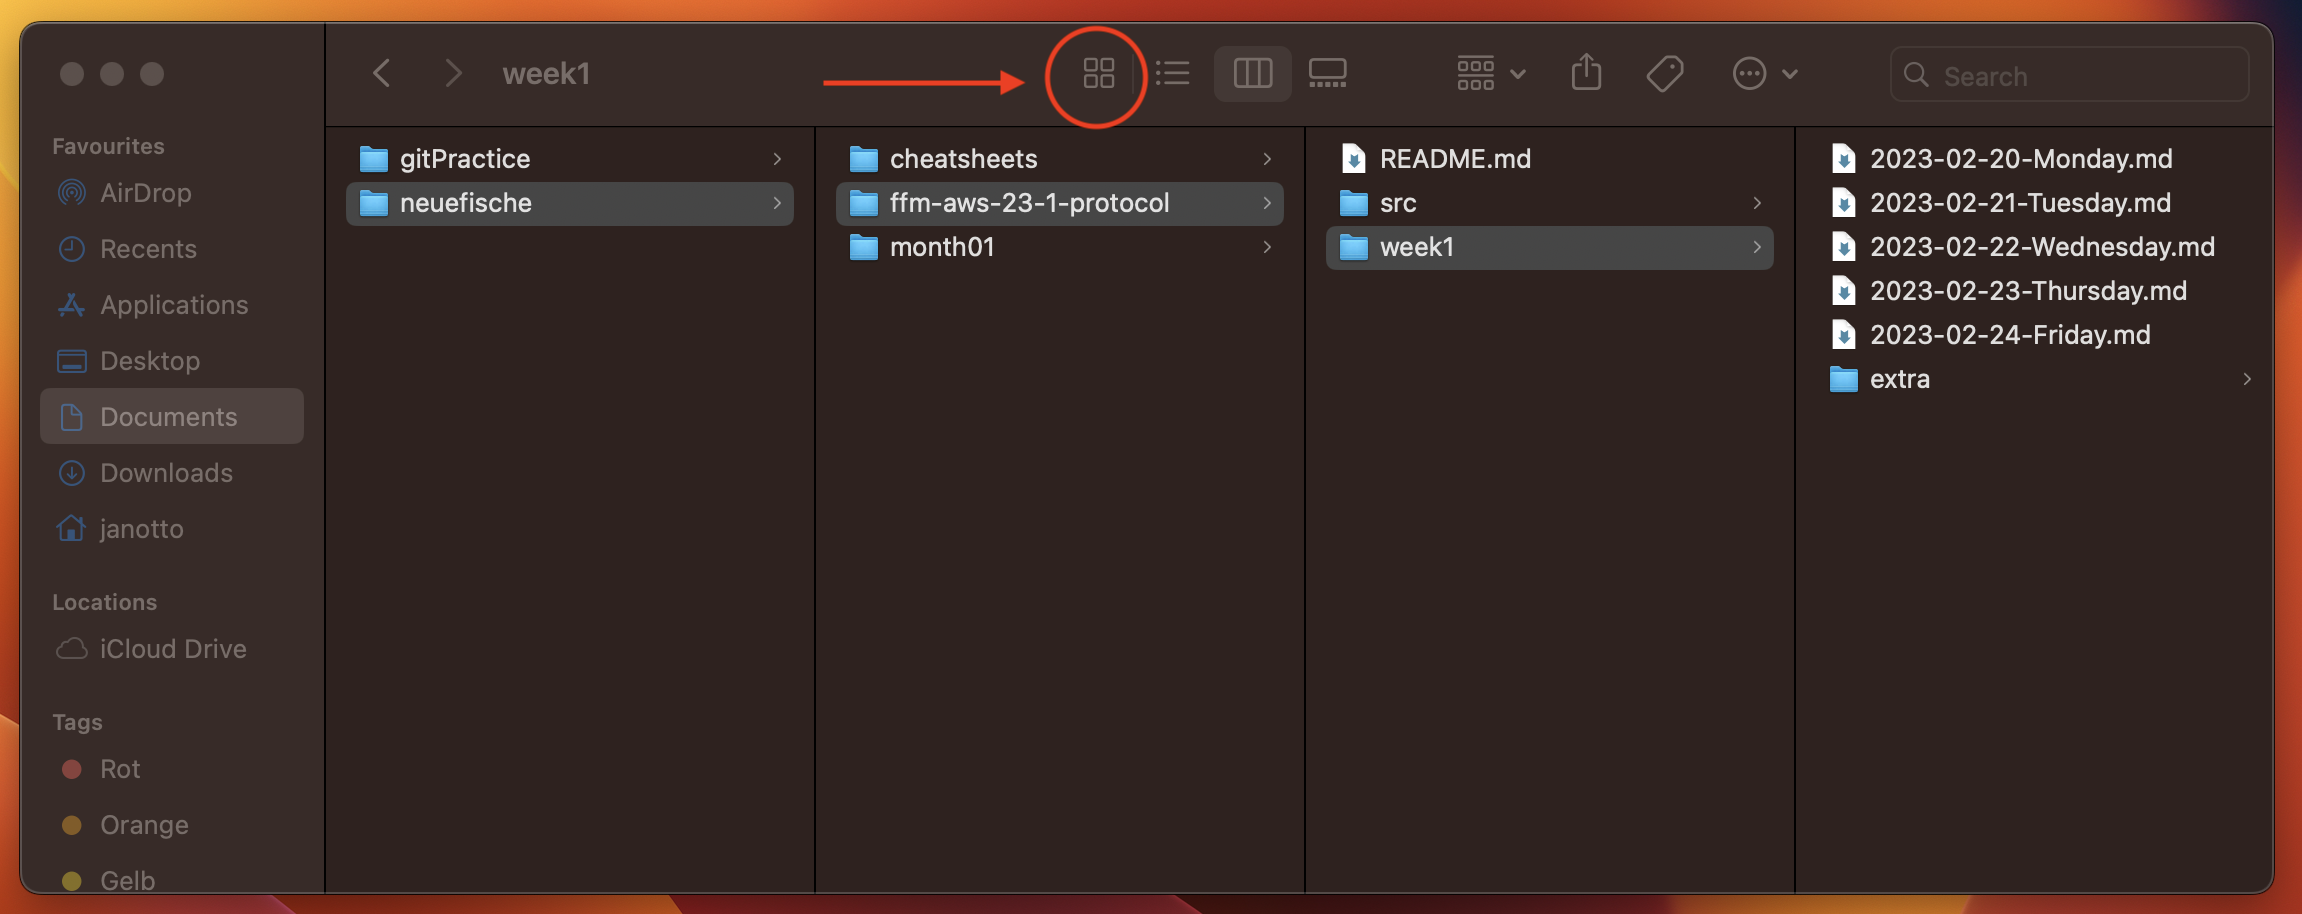 week1
Search
Favourites
AirDrop
Recents
Applications
Desktop
Documents
Downloads
janotto
Locations
iCloud Drive
Tags
Rot
Orange
Gelb
gitPractice
neuefische
cheatsheets
ffm-aws-23-1-protocol
month01
README.md
src
week1
2023-02-20-Monday.md
2023-02-21-Tuesday.md
2023-02-22-Wednesday.md
2023-02-23-Thursday.md
2023-02-24-Friday.md
extra